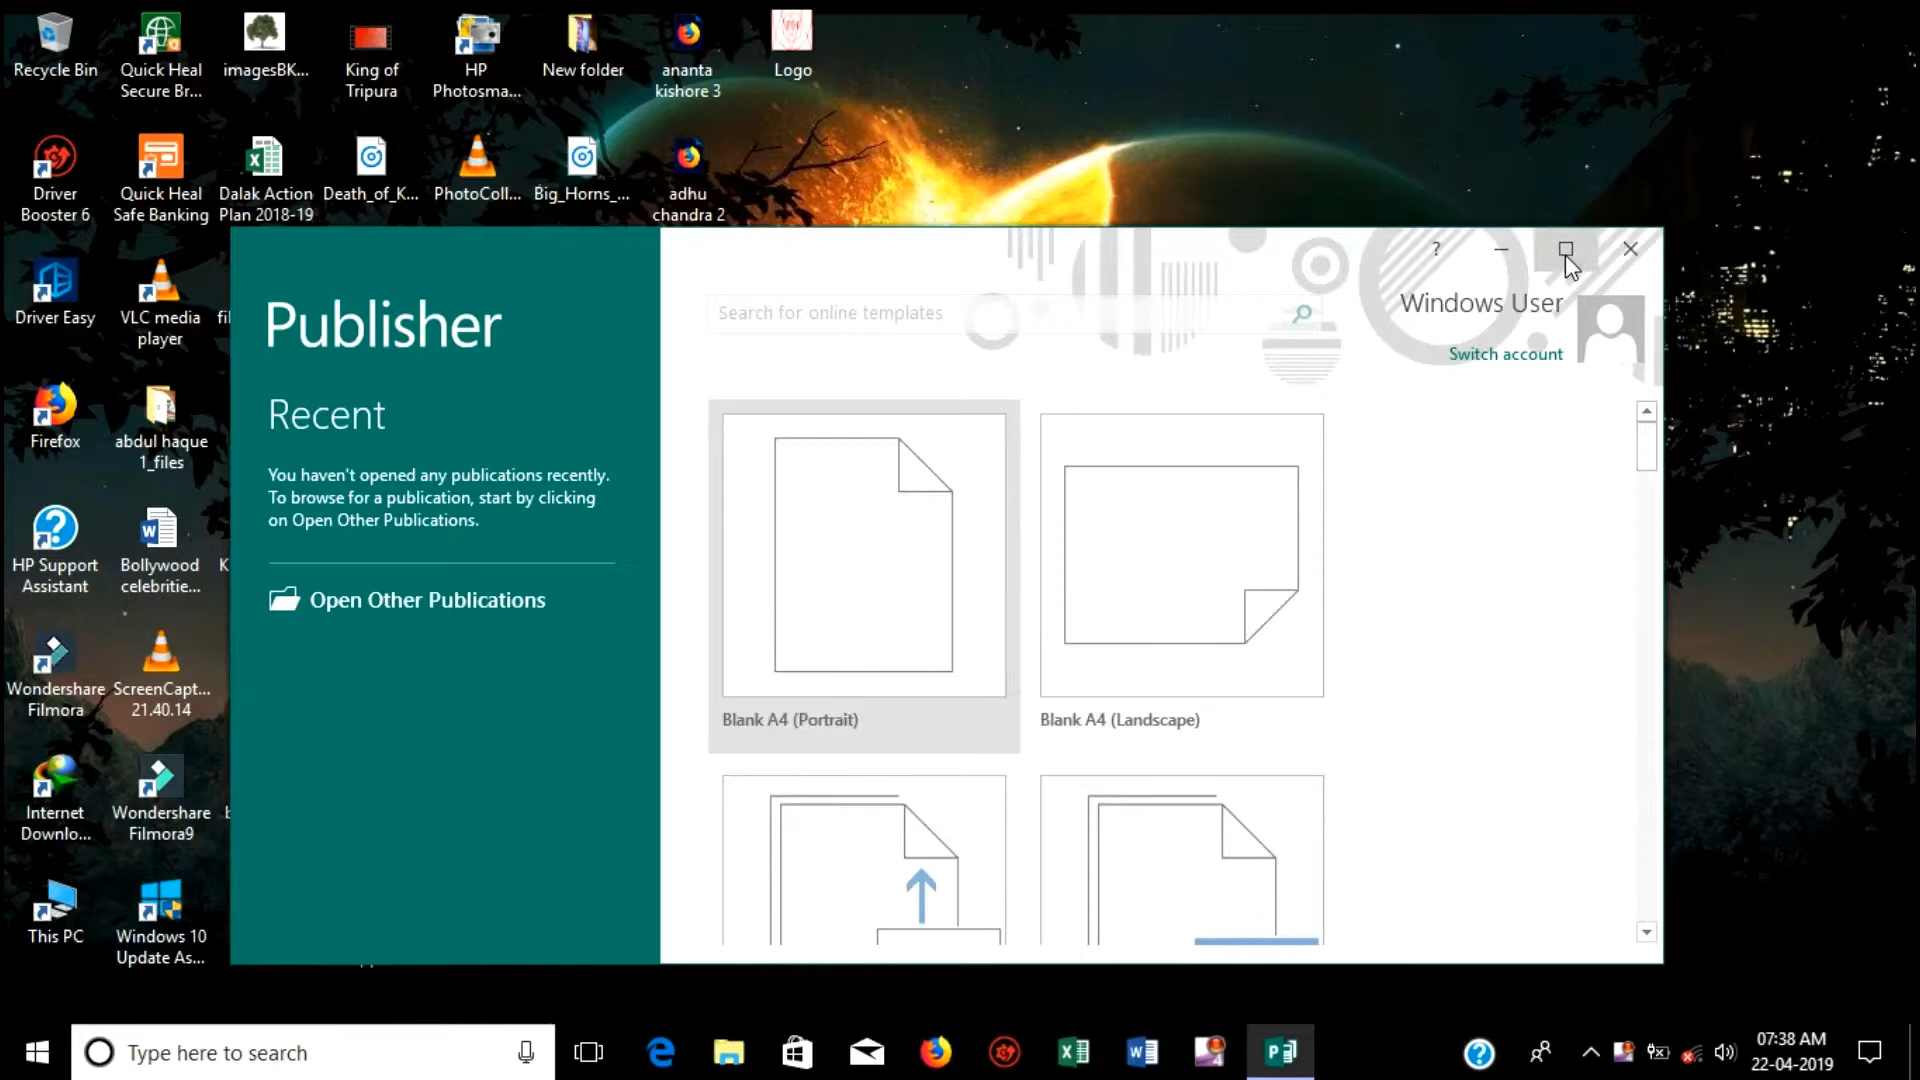 Recycle Bin
Quick Heal
Secure Br...
imagesBK...
King of
Tripura
HP
Photosma...
New folder
ananta
kishore 3
Logo
Driver
Booster 6
Quick Heal
Safe Banking
Dalak Action
Plan 2018-19
Death_of_K...
PhotoColl...
Big_Horns_...
adhu
chandra 2
Driver Easy
VLC media
player
Firefox
abdul haque
1_files
HP Support
Assistant
Bollywood
celebritie...
Wondershare
Filmora
ScreenCapt...
21.40.14
Internet
Downlo...
Wondershare
Filmora9
This PC
Windows 10
Update As...
Publisher
Recent
You haven't opened any publications recently.
To browse for a publication, start by clicking
on Open Other Publications.
Open Other Publications
Search for online templates
Windows User
Switch account
Blank A4 (Portrait)
Blank A4 (Landscape)
Type here to search
07:38 AM
22-04-2019